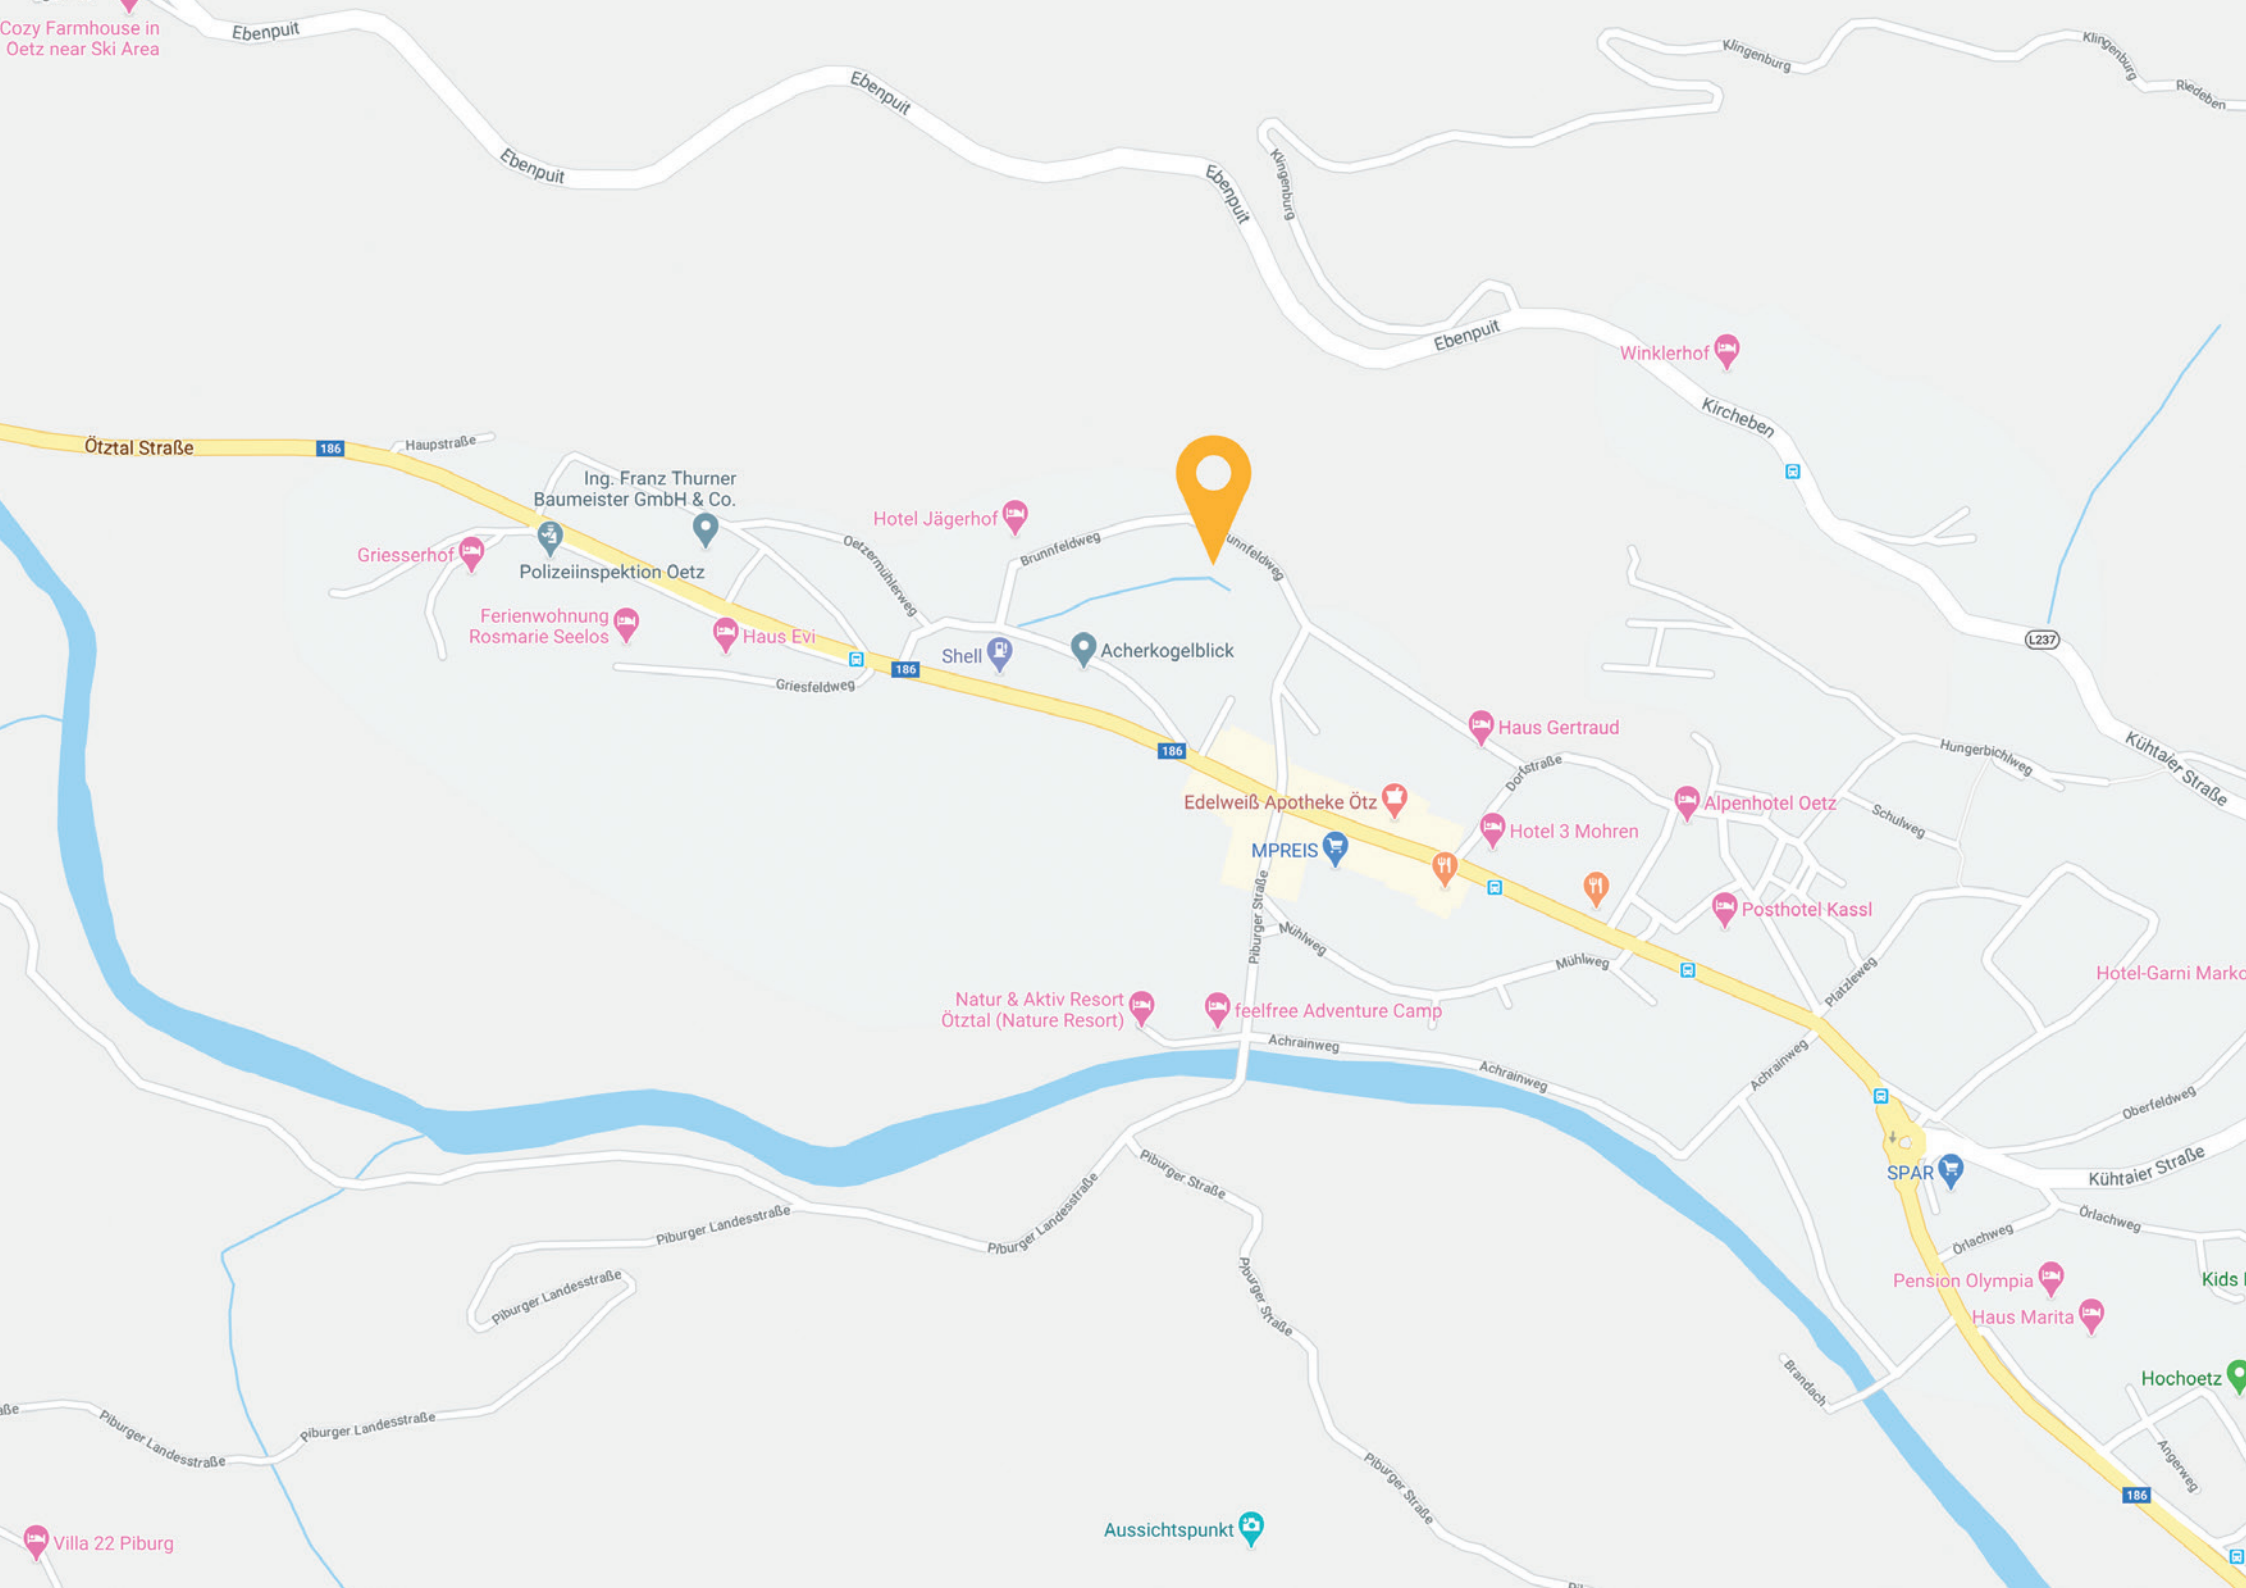 Cozy Farmhouse in
Oetz near Ski Area
Ebenpuit
Ebenpuit
Ebenpuit
Ebenpuit
Klingenburg
Klingenburg
Riedeben
Klingenburg
Ebenpuit
Winklerhof
Kircheben
Ötztal Straße
186
Haupstraße
Ing. Franz Thurner
Baumeister GmbH & Co.
Hotel Jägerhof
Griesserhof
Polizeiinspektion Oetz
Oetzermühlerweg
Brunnfeldweg
unnfeldweg
Ferienwohnung
Rosmarie Seelos
Haus Evi
Shell
Acherkogelblick
L237
186
Griesfeldweg
186
Haus Gertraud
Dorfstraße
Hungerbichlweg
Kühtaier Straße
Edelweiß Apotheke Ötz
Alpenhotel Oetz
Schulweg
Hotel 3 Mohren
MPREIS
Piburger Straße
Posthotel Kassl
Mühlweg
Mühlweg
Platzleweg
Hotel-Garni Marko
Natur & Aktiv Resort
Ötztal (Nature Resort)
feelfree Adventure Camp
Achrainweg
Achrainweg
Achrainweg
Oberfeldweg
SPAR
Kühtaier Straße
Piburger Straße
Piburger Landesstraße
Piburger Landesstraße
Örlachweg
Örlachweg
Piburger Landesstraße
Piburger Straße
Pension Olympia
Kids
Haus Marita
Brandach
Hochoetz
aße
Piburger Landesstraße
Piburger Landesstraße
Angerweg
Piburger Straße
186
Aussichtspunkt
Villa 22 Piburg